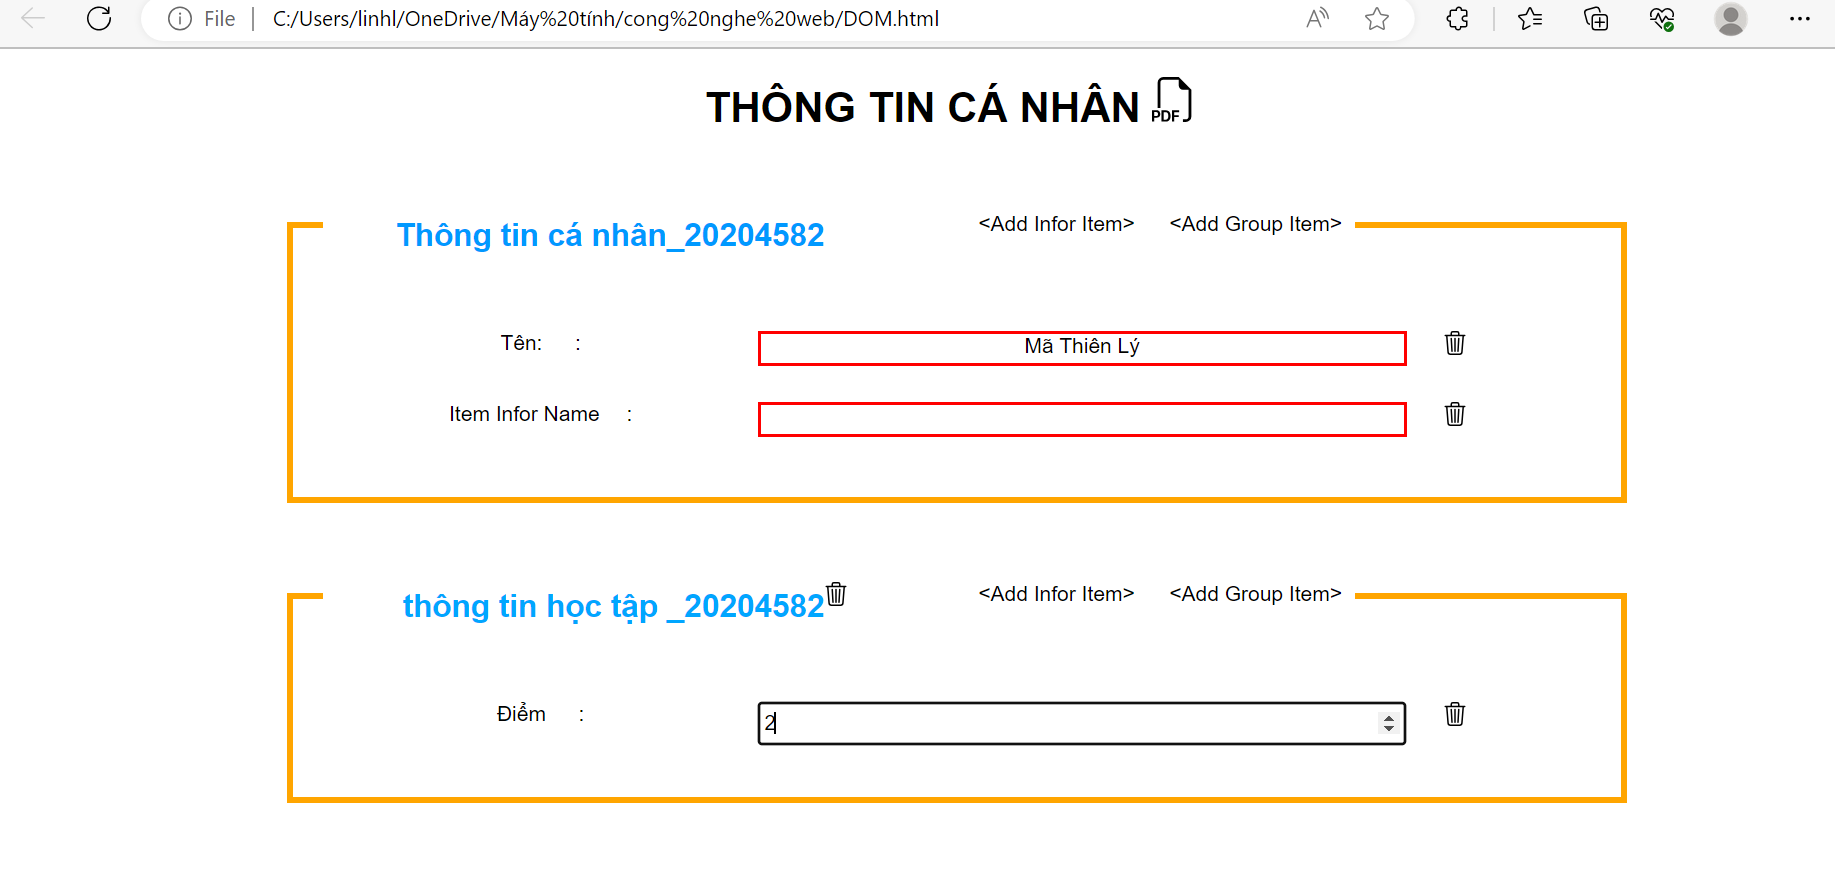 File C:/Users/linhl/OneDrive/Máy%20tính/cong%20nghe%20web/DOM.html
THÔNG TIN CÁ NHÂN PDF
Thông tin cá nhân_20204582 <Add Infor Item> <Add Group Item>
Tên: : Mã Thiên Lý
Item Infor Name :
thông tin học tập _20204582 <Add Infor Item> <Add Group Item>
Điểm : 2